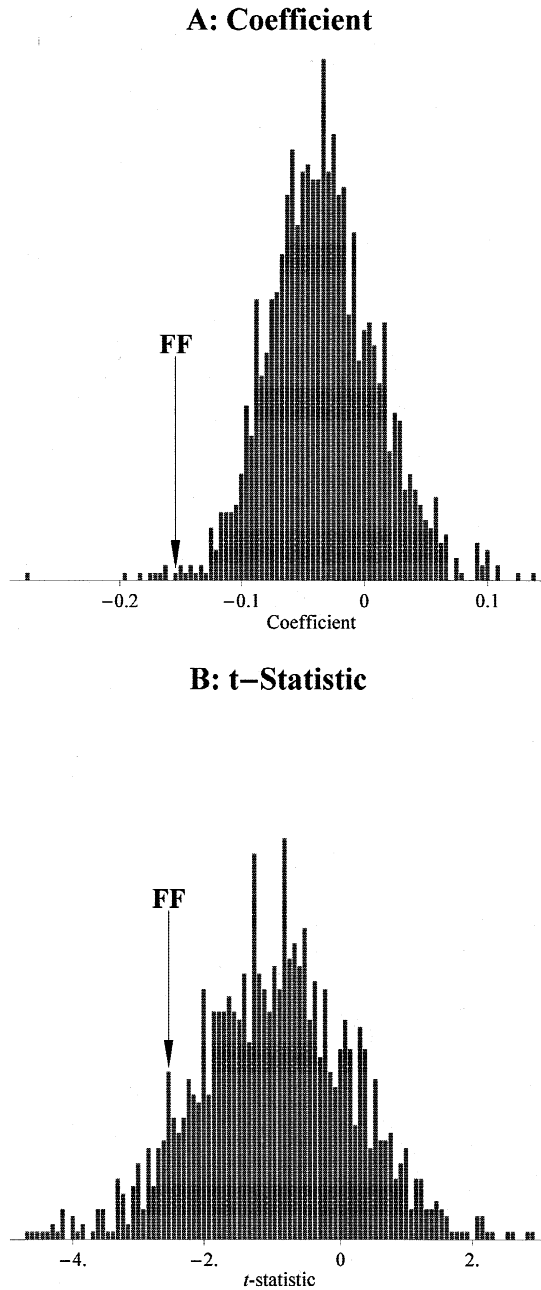 A: Coefficient
FF
−0.2 −0.1 0 0.1
Coefficient
B: t−Statistic
FF
−4. −2. 0 2.
t-statistic